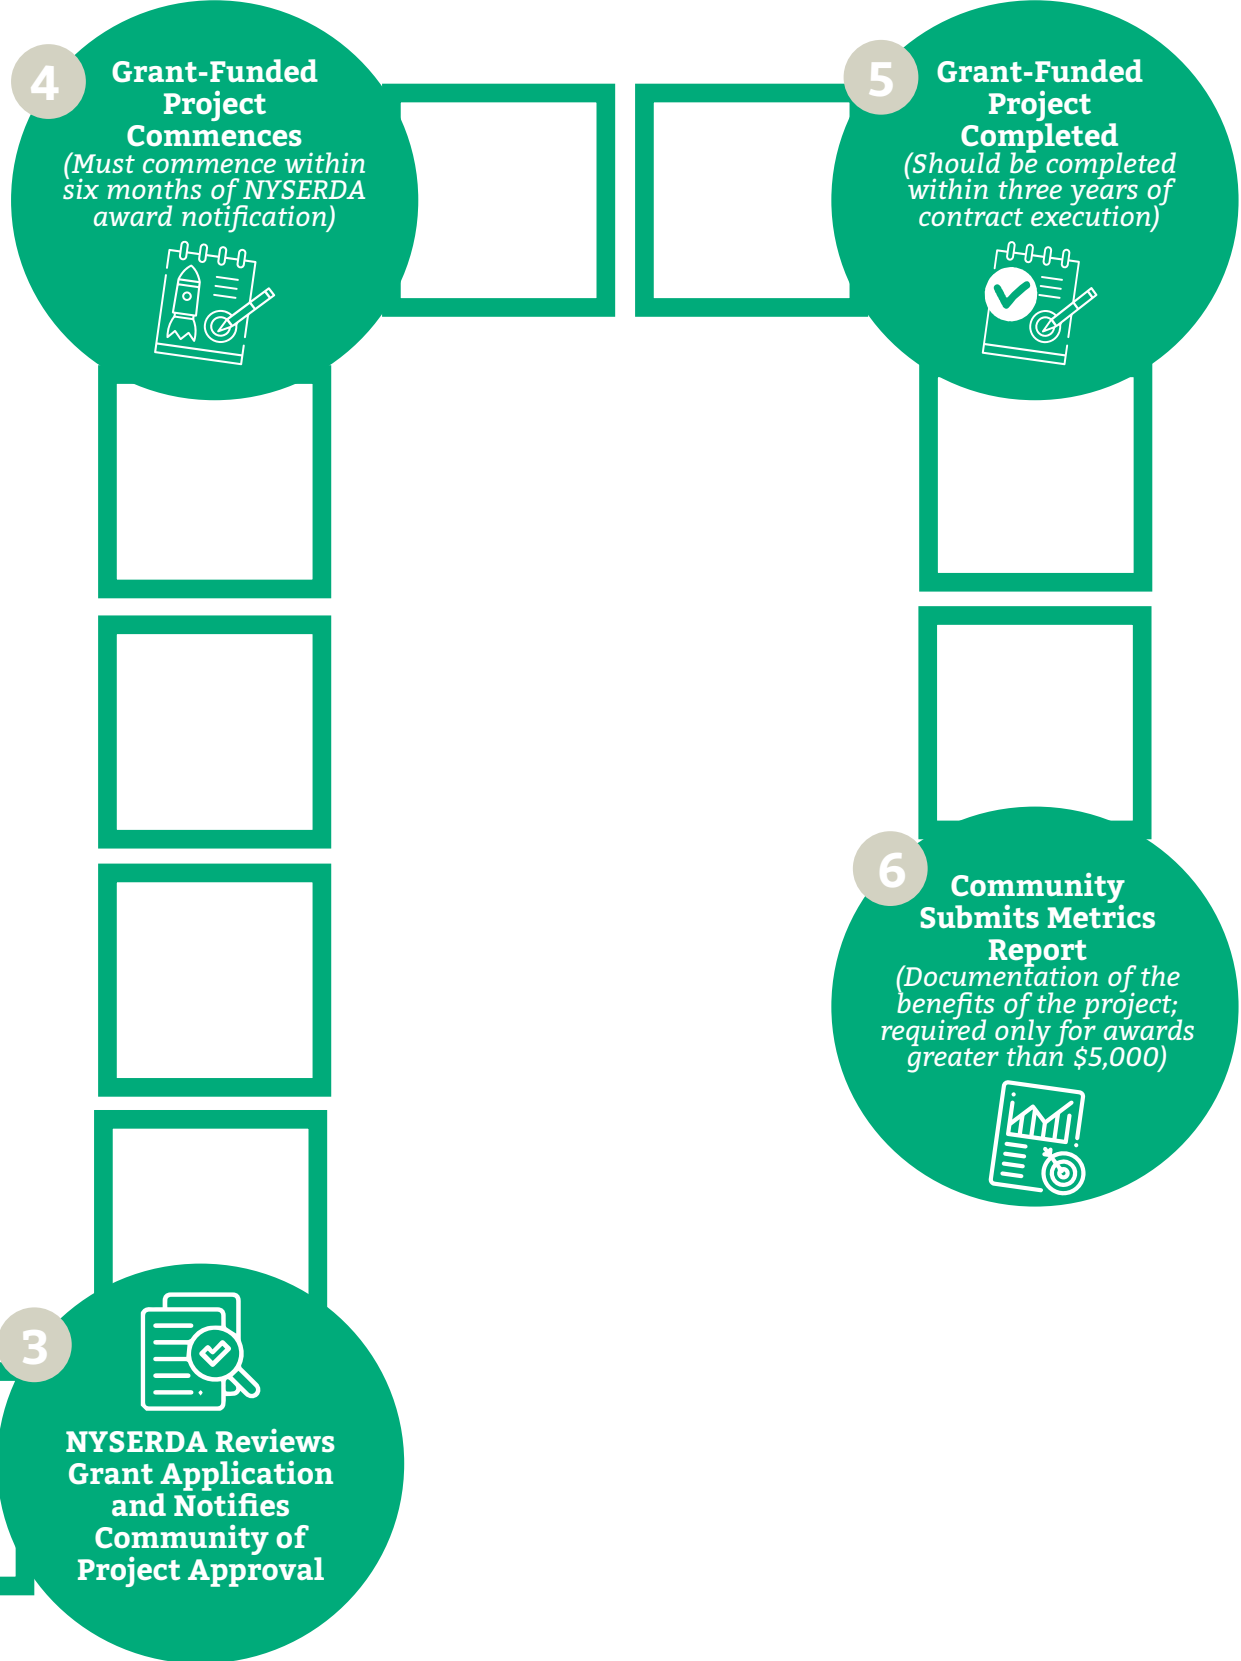 4
Grant-Funded
Project
Commences
(Must commence within
six months of NYSERDA
award notification)
5
Grant-Funded
Project
Completed
(Should be completed
within three years of
contract execution)
6
Community
Submits Metrics
Report
(Documentation of the
benefits of the project;
required only for awards
greater than $5,000)
3
NYSERDA Reviews
Grant Application
and Notifies
Community of
Project Approval